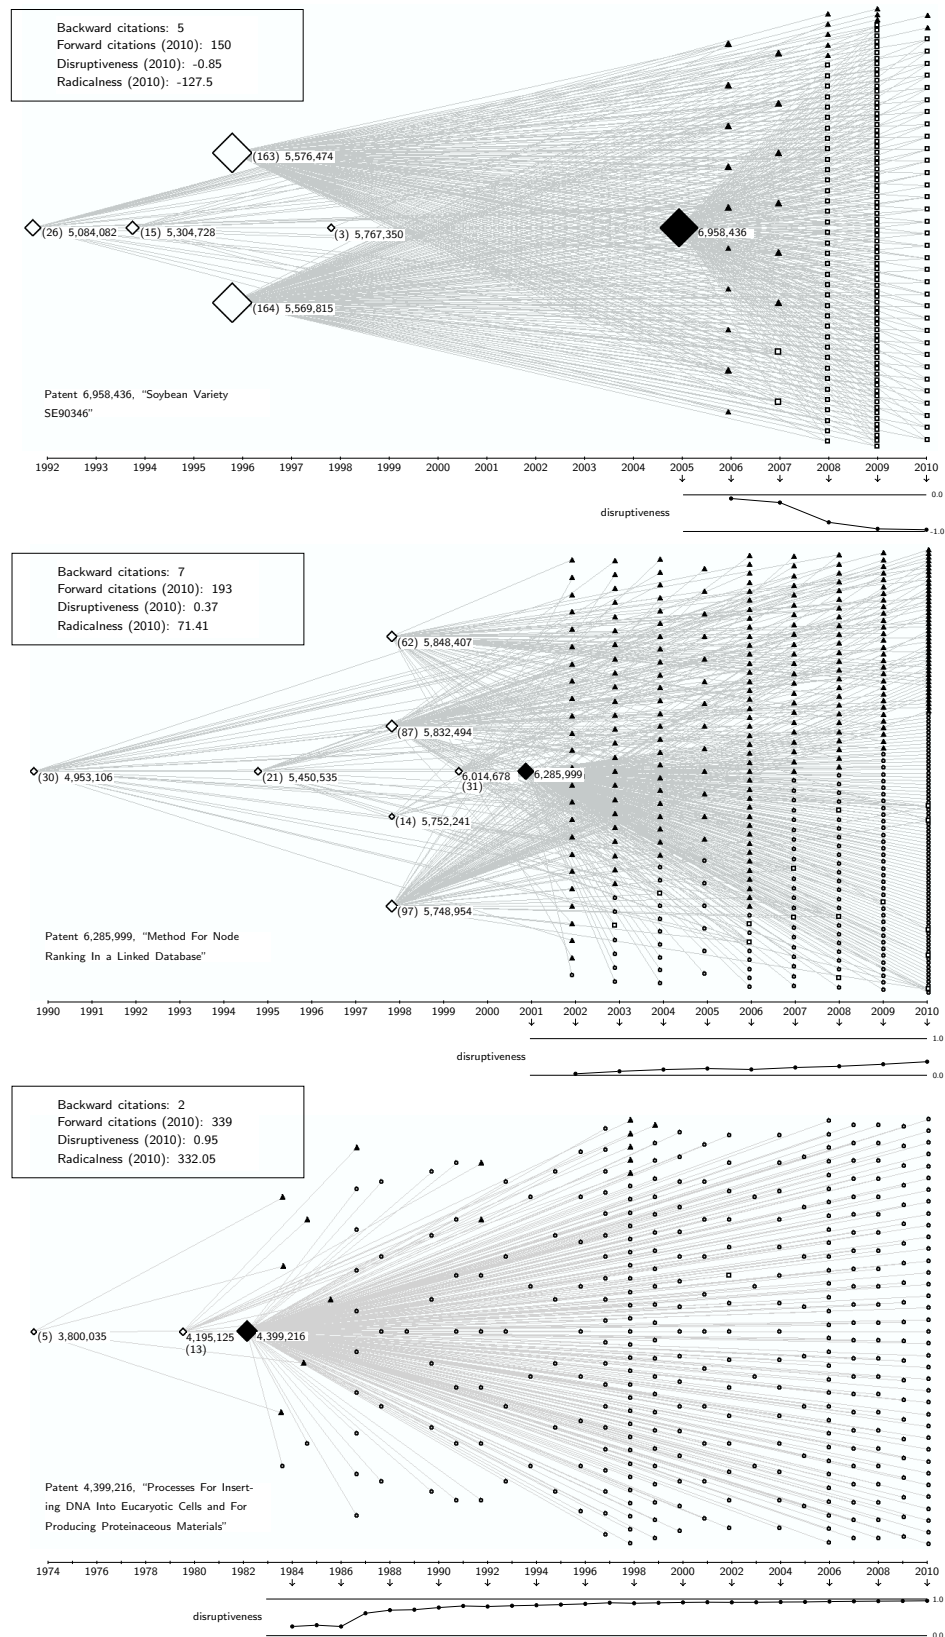 Backward citations: 5
Forward citations (2010): 150
Disruptiveness (2010): -0.85
Radicalness (2010): -127.5
(163) 5,576,474
(26) 5,084,082
(15) 5,304,728
(3) 5,767,350
6,958,436
(164) 5,569,815
Patent 6,958,436, “Soybean Variety
SE90346”
1992 1993 1994 1995 1996 1997 1998 1999 2000 2001 2002 2003 2004 2005 2006 2007 2008 2009 2010
↓ ↓ ↓ ↓ ↓ ↓
0.0
disruptiveness
-1.0
Backward citations: 7
Forward citations (2010): 193
Disruptiveness (2010): 0.37
Radicalness (2010): 71.41
(62) 5,848,407
(87) 5,832,494
(30) 4,953,106
(21) 5,450,535
6,014,678
(31)
6,285,999
(14) 5,752,241
(97) 5,748,954
Patent 6,285,999, “Method For Node
Ranking In a Linked Database”
1990 1991 1992 1993 1994 1995 1996 1997 1998 1999 2000 2001 2002 2003 2004 2005 2006 2007 2008 2009 2010
↓ ↓ ↓ ↓ ↓ ↓ ↓ ↓ ↓ ↓
1.0
disruptiveness
0.0
Backward citations: 2
Forward citations (2010): 339
Disruptiveness (2010): 0.95
Radicalness (2010): 332.05
(5) 3,800,035
4,195,125
(13)
4,399,216
Patent 4,399,216, “Processes For Insert-
ing DNA Into Eucaryotic Cells and For
Producing Proteinaceous Materials”
1974 1976 1978 1980 1982 1984 1986 1988 1990 1992 1994 1996 1998 2000 2002 2004 2006 2008 2010
↓ ↓ ↓ ↓ ↓ ↓ ↓ ↓ ↓ ↓ ↓ ↓ ↓ ↓
1.0
disruptiveness
0.0